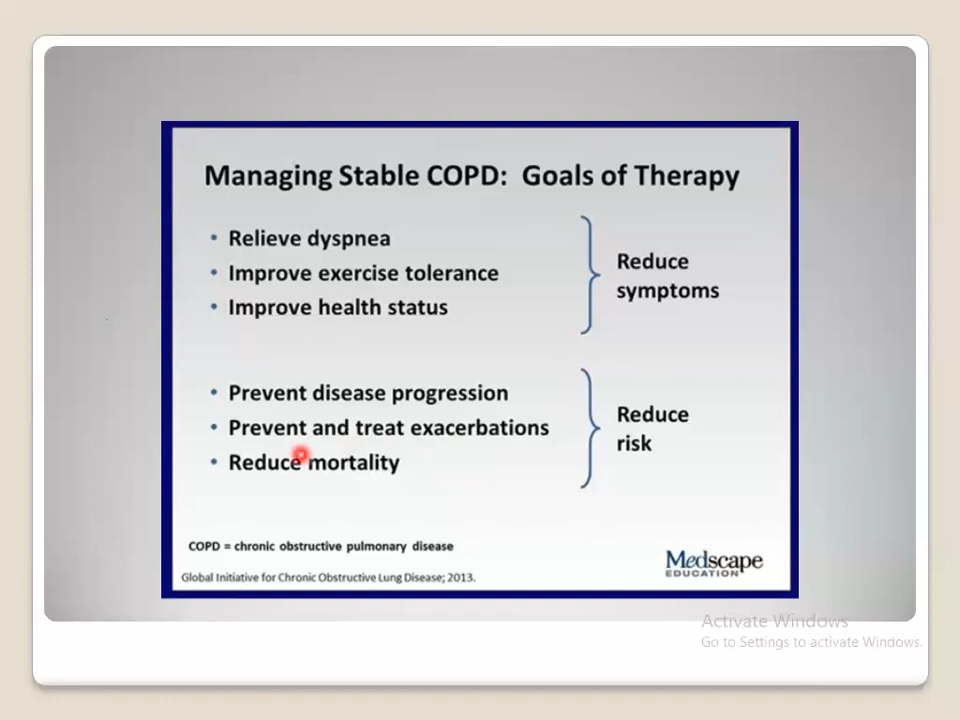 Managing Stable COPD: Goals of Therapy
• Relieve dyspnea
• Improve exercise tolerance
• Improve health status
Reduce
symptoms
• Prevent disease progression
• Prevent and treat exacerbations
• Reduce mortality
Reduce
risk
COPD = chronic obstructive pulmonary disease
Global Initiative for Chronic Obstructive Lung Disease; 2013.
Medscape
EDUCATION
Activate Windows
Go to Settings to activate Windows.